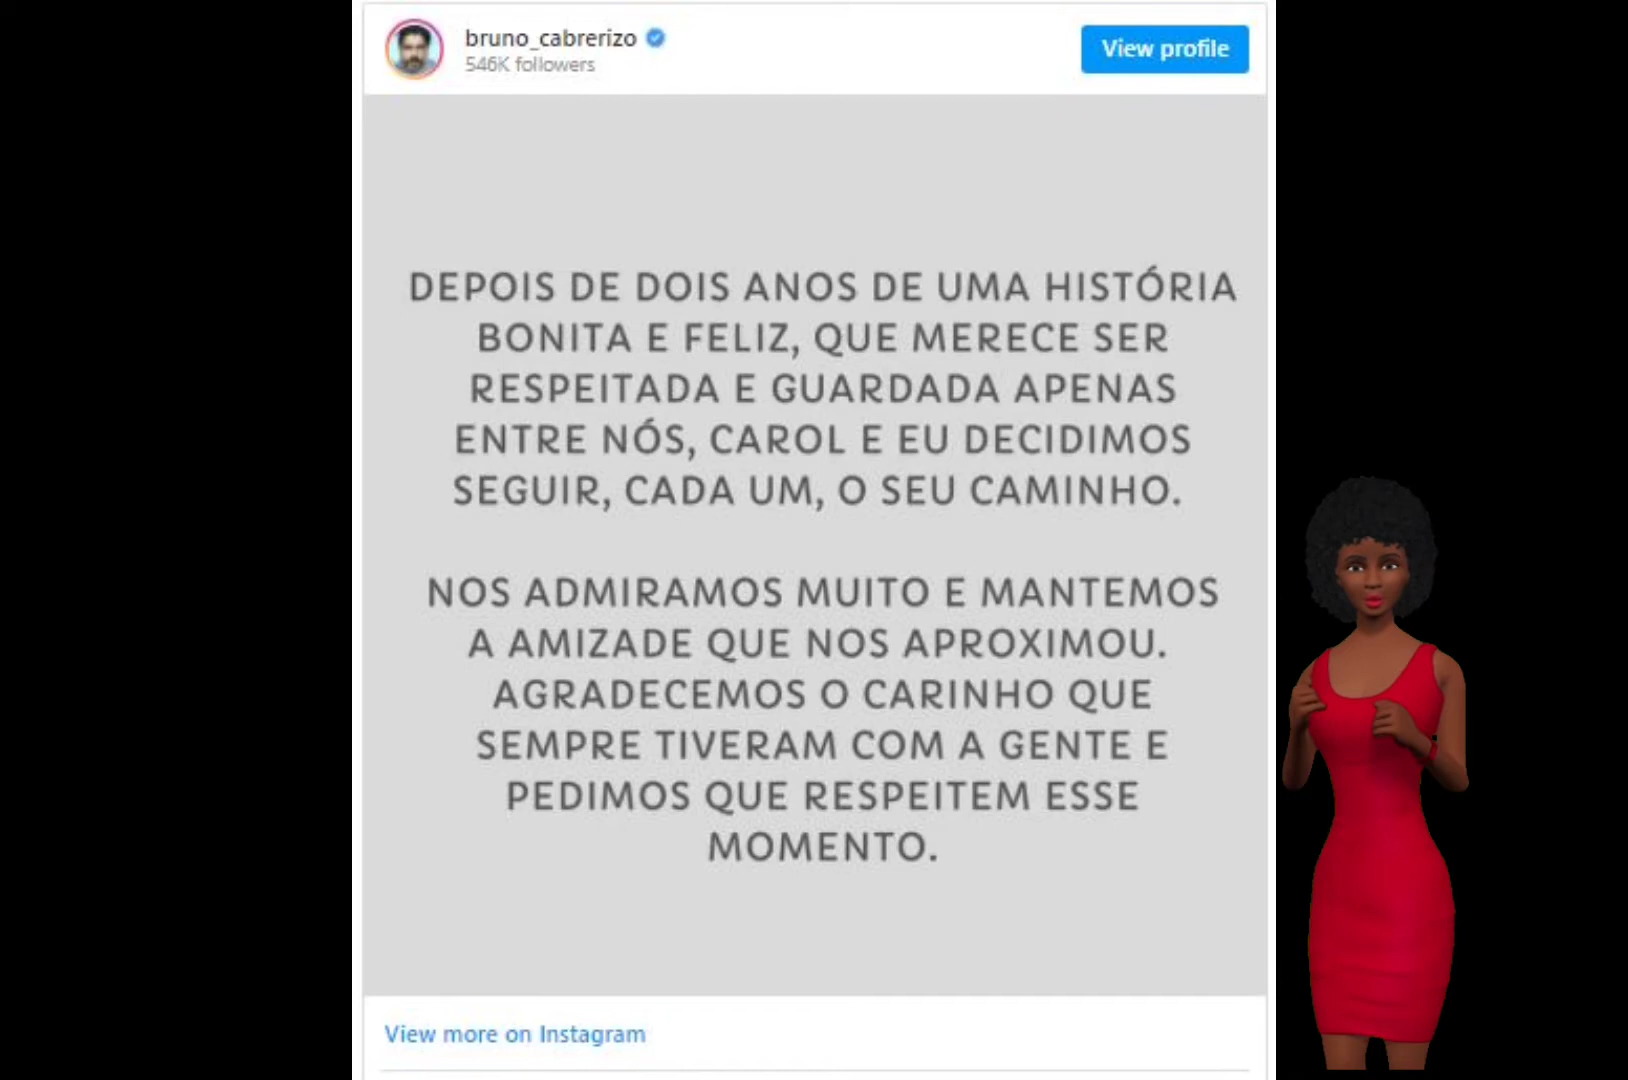 bruno_cabrerizo
546K followers
View profile
DEPOIS DE DOIS ANOS DE UMA HISTÓRIA
BONITA E FELIZ, QUE MERECE SER
RESPEITADA E GUARDADA APENAS
ENTRE NÓS, CAROL E EU DECIDIMOS
SEGUIR, CADA UM, O SEU CAMINHO.
NOS ADMIRAMOS MUITO E MANTEMOS
A AMIZADE QUE NOS APROXIMOU.
AGRADECEMOS O CARINHO QUE
SEMPRE TIVERAM COM A GENTE E
PEDIMOS QUE RESPEITEM ESSE
MOMENTO.
View more on Instagram